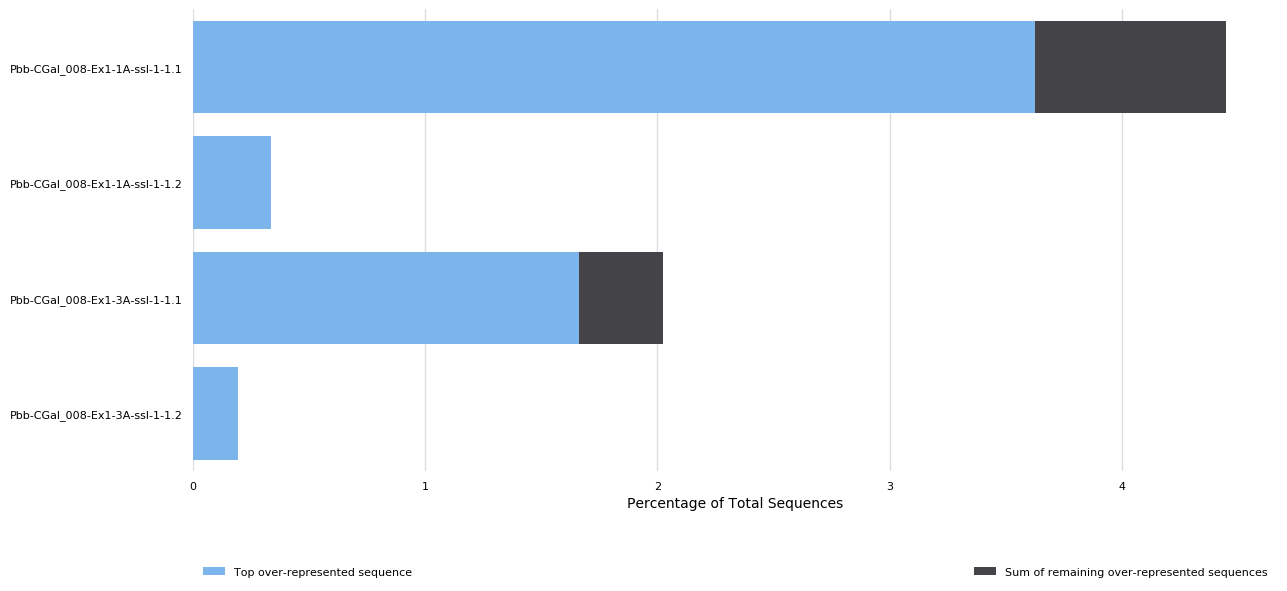 Pbb-CGal_008-Ex1-1A-ssl-1-1.1
Pbb-CGal_008-Ex1-1A-ssl-1-1.2
Pbb-CGal_008-Ex1-3A-ssl-1-1.1
Pbb-CGal_008-Ex1-3A-ssl-1-1.2
0 1 2 3 4
Percentage of Total Sequences
Top over-represented sequence Sum of remaining over-represented sequences